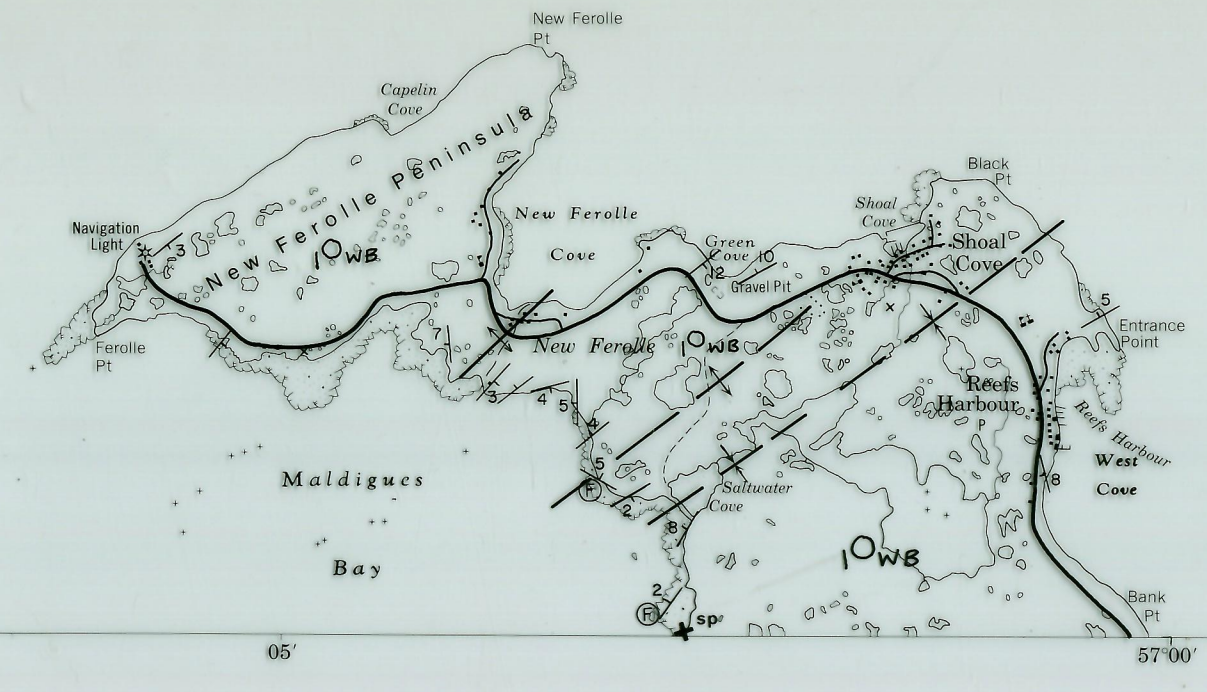 New Ferolle
Pt
Capelin
Cove
New Ferolle Peninsula
Black
Pt
Shoal
Cove
Navigation
Light
3
New Ferolle
Cove
Green
Cove
10
12
Gravel Pit
Shoal
Cove
IOWB
5
Entrance
Point
Ferolle
Pt
7
New Ferolle
IOWB
3
4
5
4
Reefs
Harbour
P
Reefs Harbour
West
Cove
Maldigues
Bay
5
F
2
Saltwater
Cove
8
8
IOWB
2
F
sp
Bank
Pt
05'
57°00'